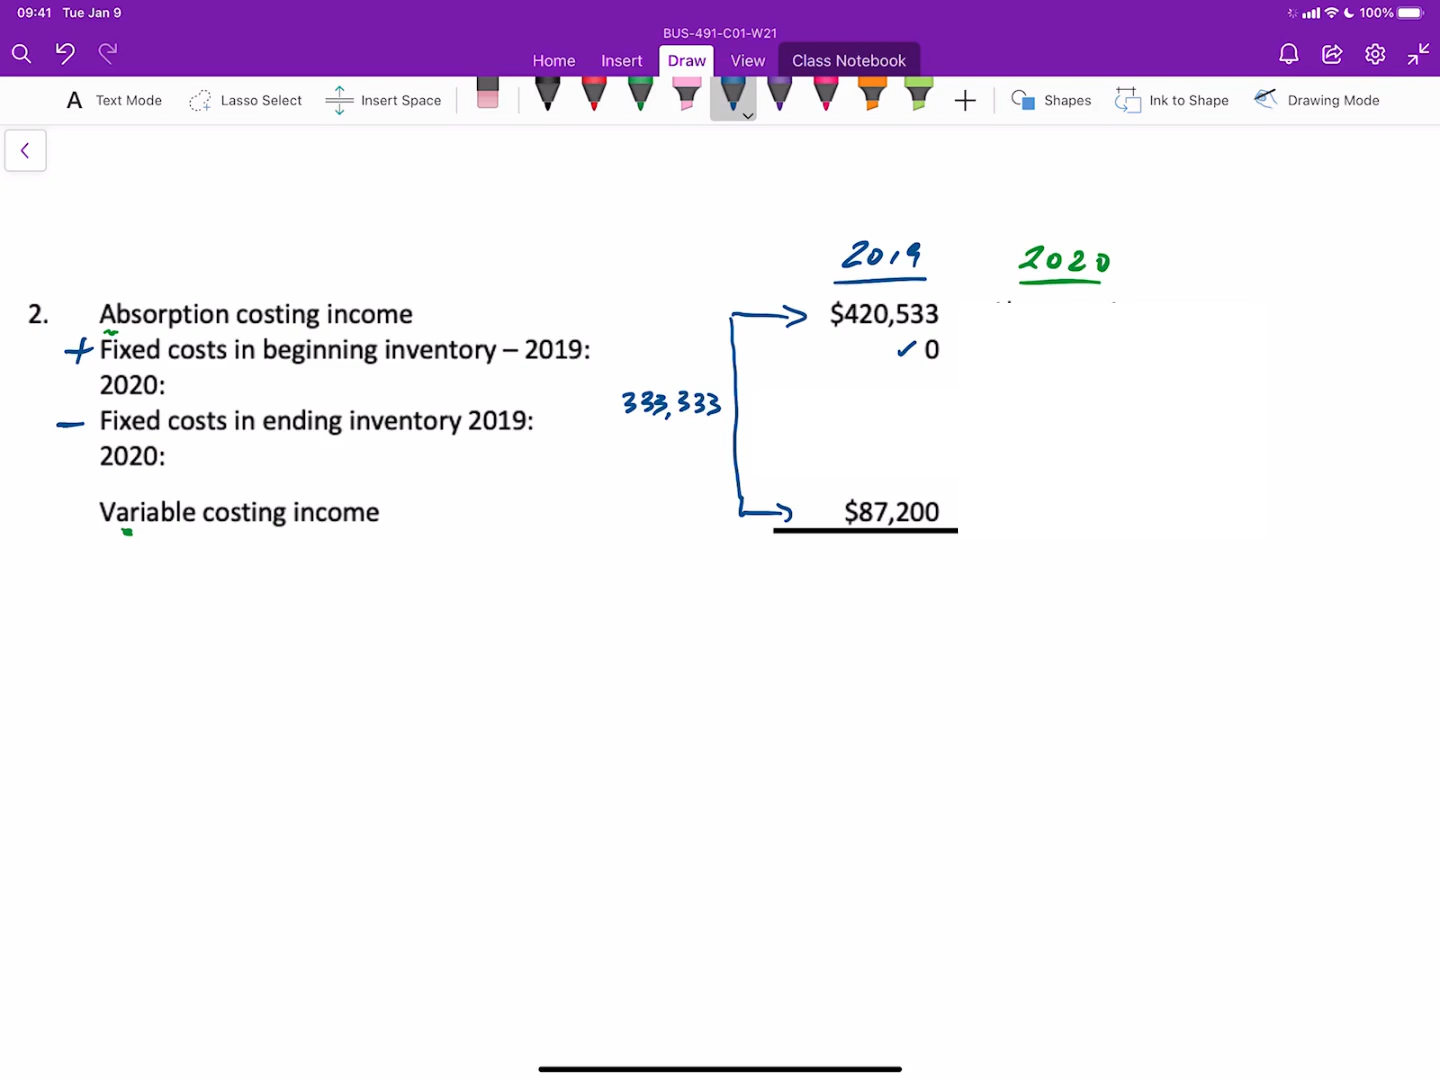 09:41 Tue Jan 9
100%
BUS-491-C01-W21
Home Insert Draw View Class Notebook
A Text Mode Lasso Select Insert Space Shapes Ink to Shape Drawing Mode
2019 2020
2. Absorption costing income $420,533
+ Fixed costs in beginning inventory – 2019: ✓ 0
2020:
333,333
– Fixed costs in ending inventory 2019:
2020:
Variable costing income $87,200